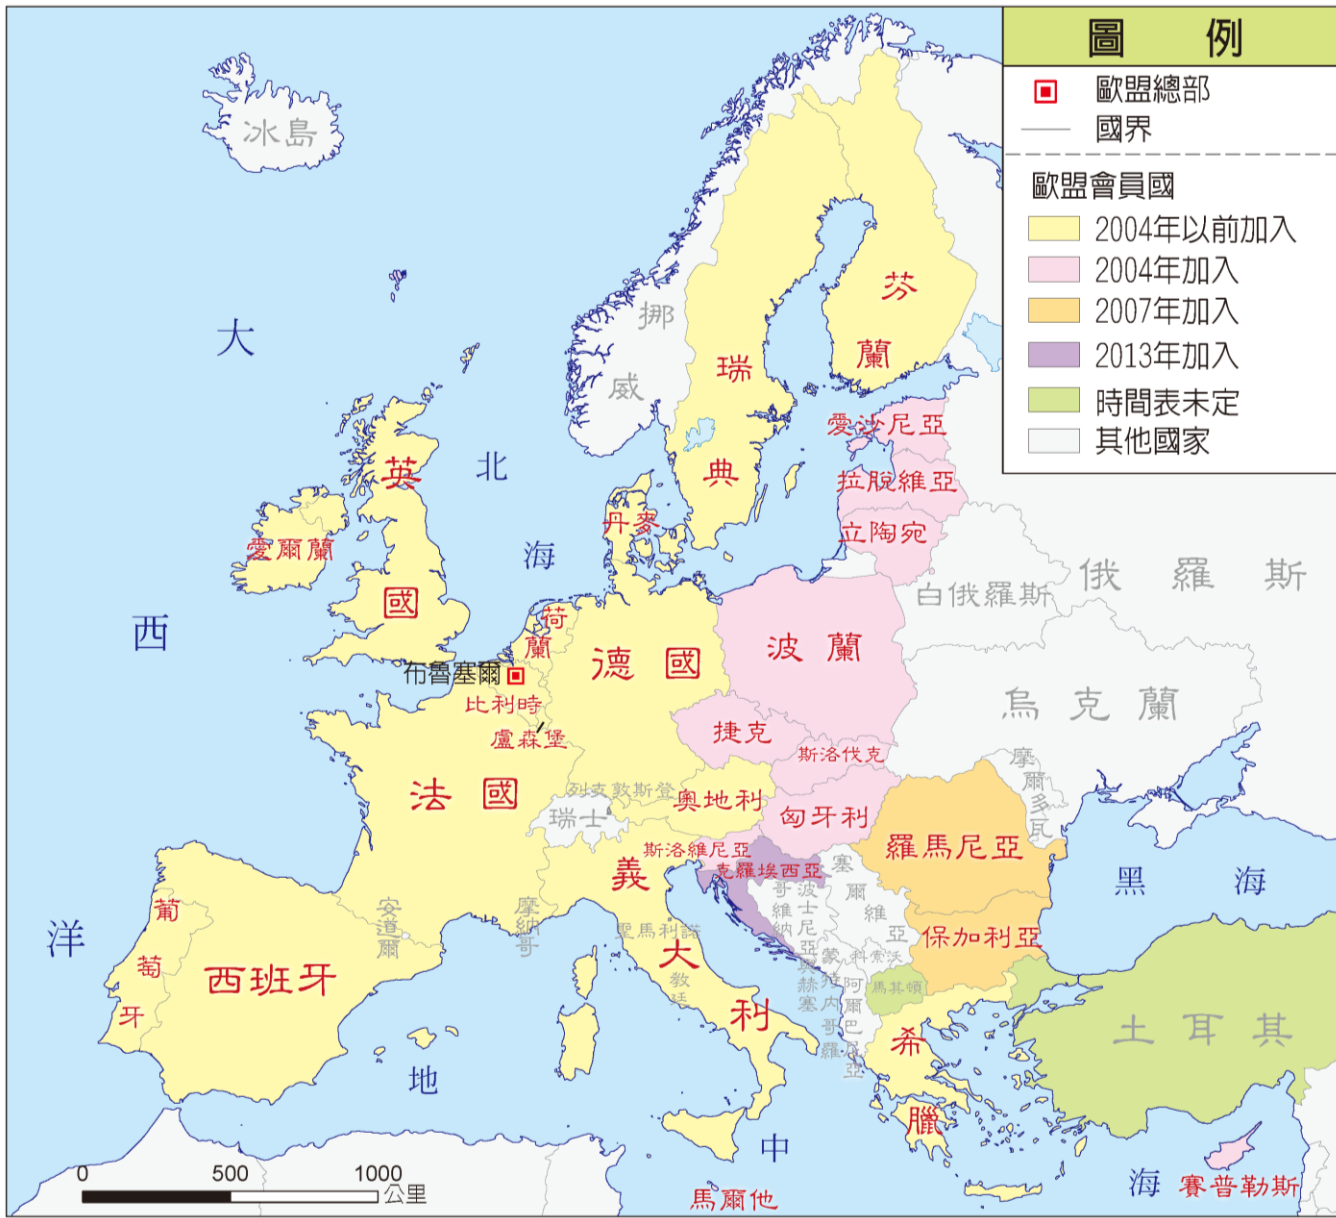 圖例
歐盟總部
國界
歐盟會員國
2004年以前加入
2004年加入
2007年加入
2013年加入
時間表未定
其他國家
冰島
大
西
洋
挪
威
瑞
典
芬
蘭
北
海
英
國
愛爾蘭
丹麥
愛沙尼亞
拉脫維亞
立陶宛
白俄羅斯
俄羅斯
荷
蘭
德國
波蘭
布魯塞爾
比利時
盧森堡
烏克蘭
捷克
斯洛伐克
摩爾多瓦
法國
列支敦斯登
瑞士
奧地利
匈牙利
羅馬尼亞
斯洛維尼亞
克羅埃西亞
義
大
利
塞爾維亞
波士尼亞與赫塞
哥維納
黑海
安道爾
摩納哥
聖馬利諾
教廷
蒙特內哥羅
科索沃
保加利亞
馬其頓
阿爾巴尼亞
葡
萄
牙
西班牙
希
臘
土耳其
地
中
海
馬爾他
賽普勒斯
0 500 1000
公里